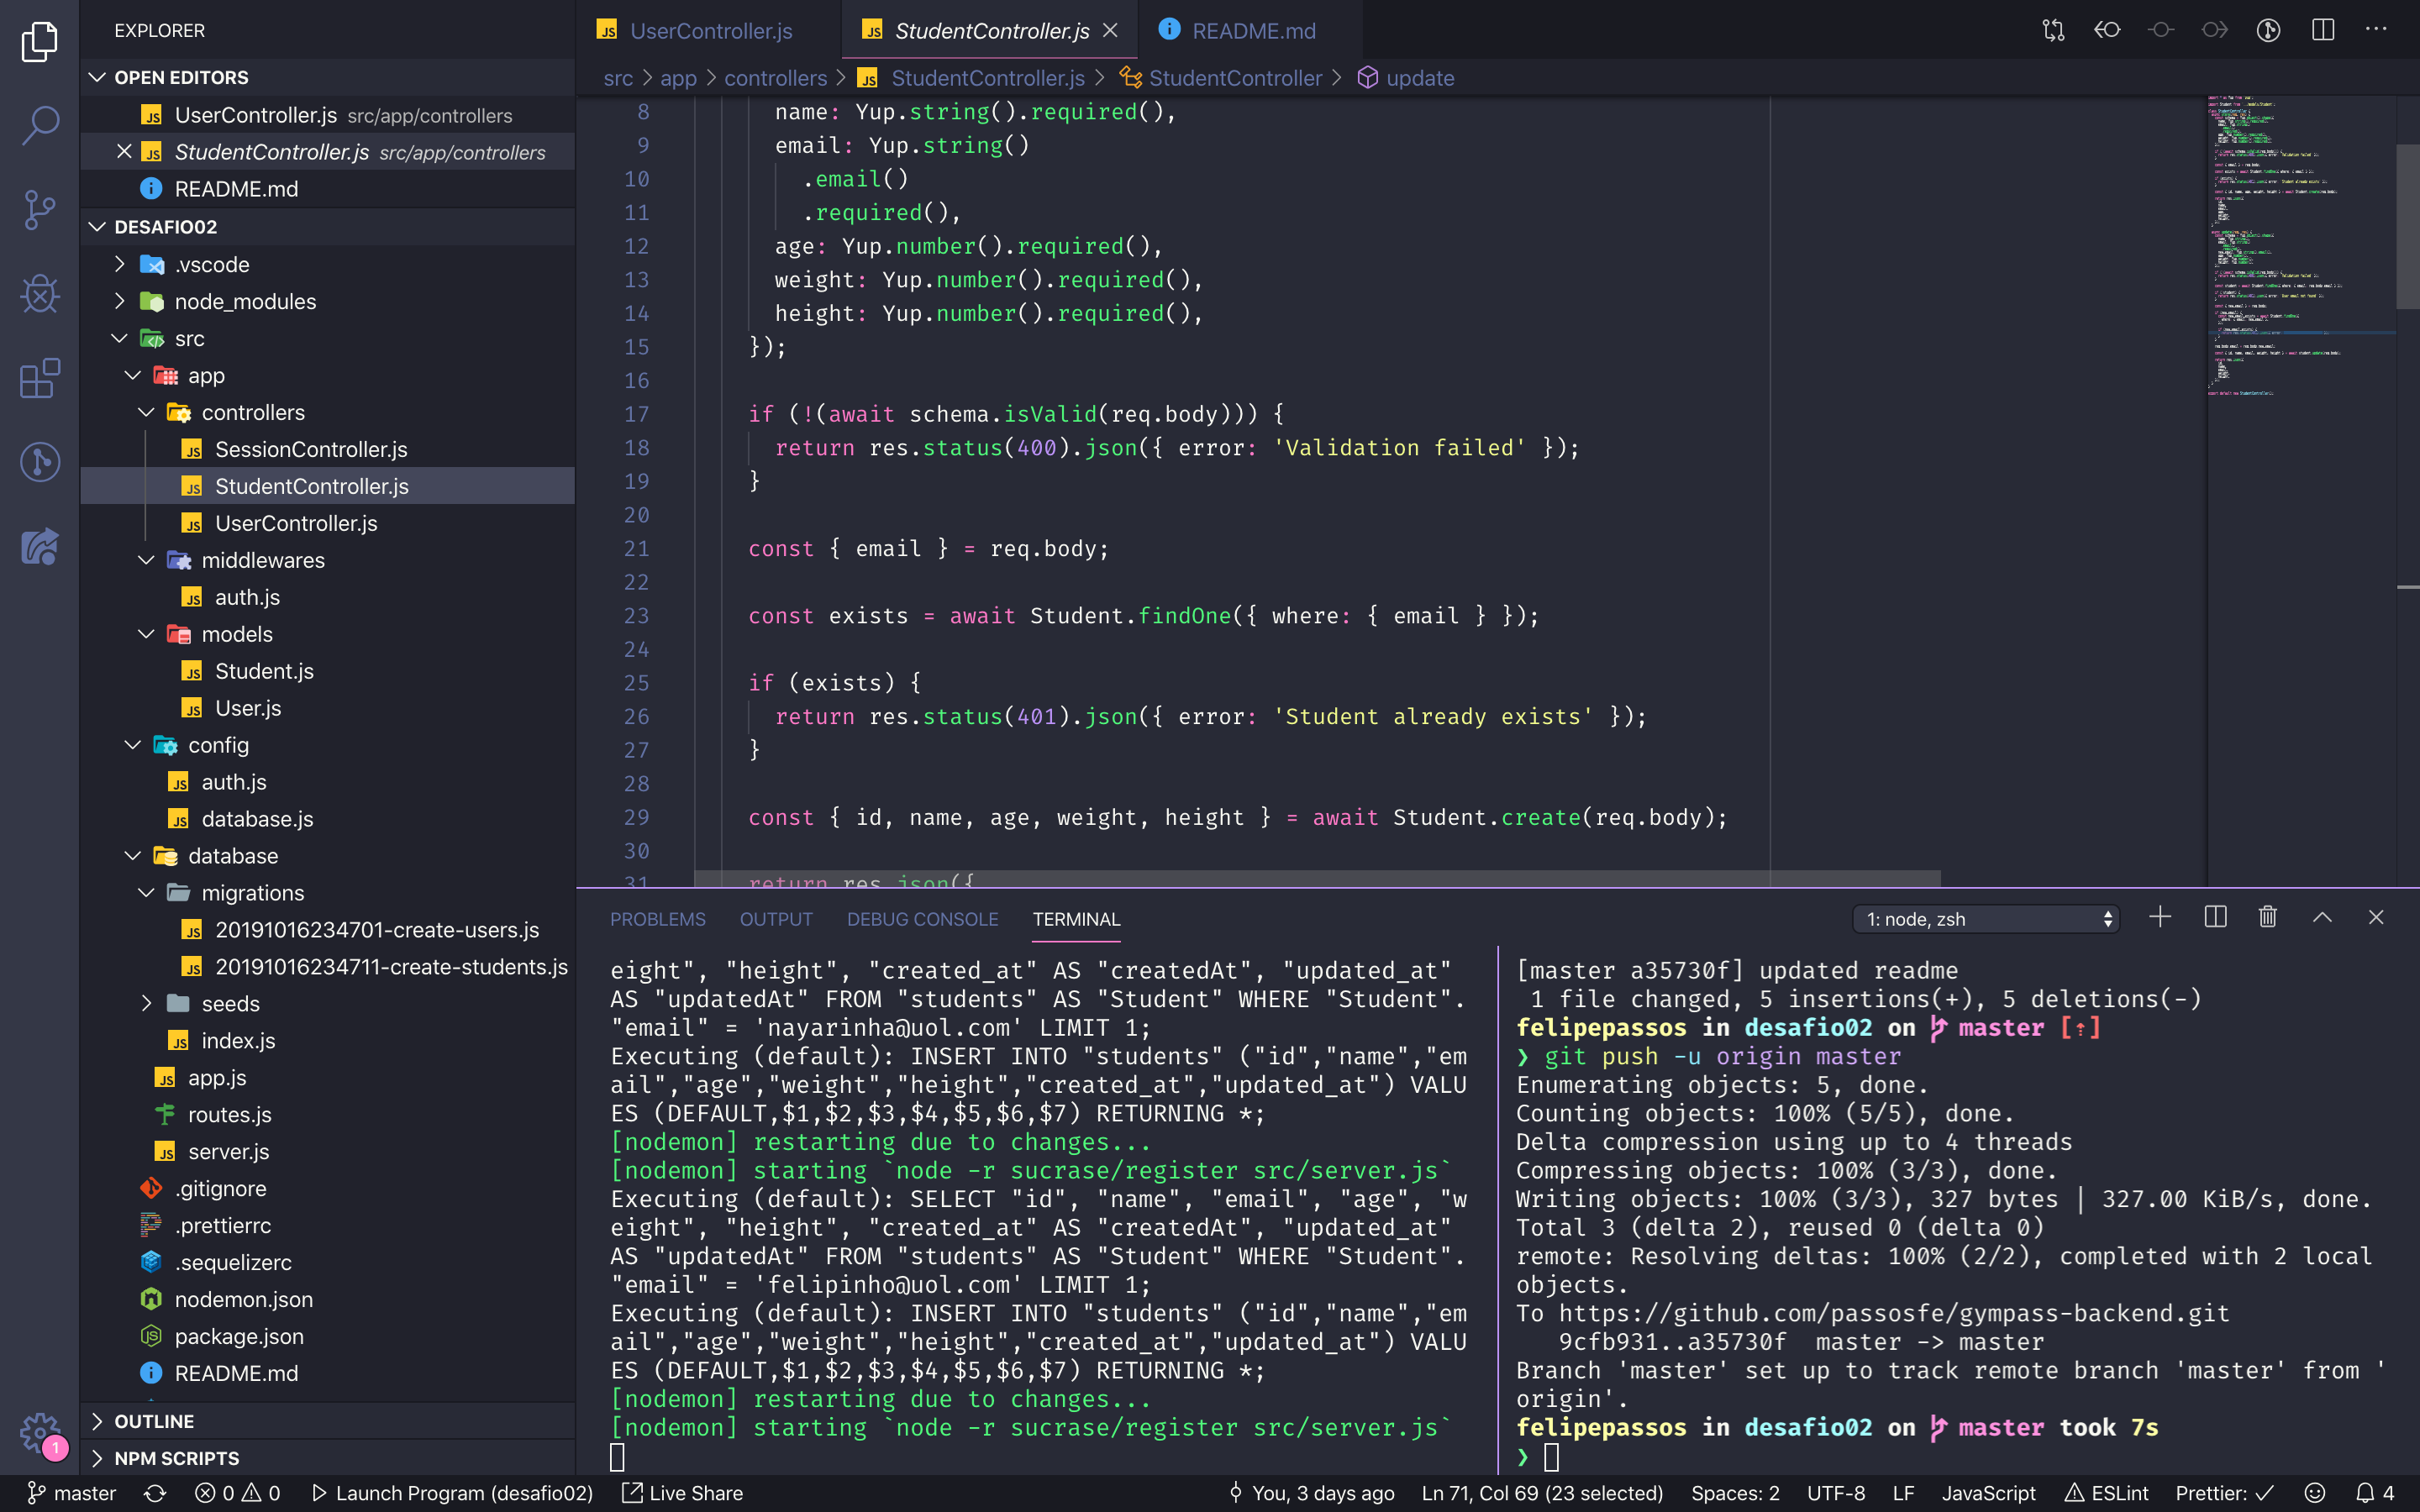 EXPLORER
OPEN EDITORS
UserController.js src/app/controllers
StudentController.js src/app/controllers
README.md
DESAFIO02
.vscode
node_modules
src
app
controllers
SessionController.js
StudentController.js
UserController.js
middlewares
auth.js
models
Student.js
User.js
config
auth.js
database.js
database
migrations
20191016234701-create-users.js
20191016234711-create-students.js
seeds
index.js
app.js
routes.js
server.js
.gitignore
.prettierrc
.sequelizerc
nodemon.json
package.json
README.md
OUTLINE
NPM SCRIPTS
1
UserController.js StudentController.js README.md
src > app > controllers > StudentController.js > StudentController > update
8 name: Yup.string().required(),
9 email: Yup.string()
10 .email()
11 .required(),
12 age: Yup.number().required(),
13 weight: Yup.number().required(),
14 height: Yup.number().required(),
15 });
16
17 if (!(await schema.isValid(req.body))) {
18 return res.status(400).json({ error: 'Validation failed' });
19 }
20
21 const { email } = req.body;
22
23 const exists = await Student.findOne({ where: { email } });
24
25 if (exists) {
26 return res.status(401).json({ error: 'Student already exists' });
27 }
28
29 const { id, name, age, weight, height } = await Student.create(req.body);
30
31 return res.json({
PROBLEMS OUTPUT DEBUG CONSOLE TERMINAL
1: node, zsh
eight", "height", "created_at" AS "createdAt", "updated_at"
AS "updatedAt" FROM "students" AS "Student" WHERE "Student".
"email" = 'nayarinha@uol.com' LIMIT 1;
Executing (default): INSERT INTO "students" ("id","name","em
ail","age","weight","height","created_at","updated_at") VALU
ES (DEFAULT,$1,$2,$3,$4,$5,$6,$7) RETURNING *;
[nodemon] restarting due to changes...
[nodemon] starting `node -r sucrase/register src/server.js`
Executing (default): SELECT "id", "name", "email", "age", "w
eight", "height", "created_at" AS "createdAt", "updated_at"
AS "updatedAt" FROM "students" AS "Student" WHERE "Student".
"email" = 'felipinho@uol.com' LIMIT 1;
Executing (default): INSERT INTO "students" ("id","name","em
ail","age","weight","height","created_at","updated_at") VALU
ES (DEFAULT,$1,$2,$3,$4,$5,$6,$7) RETURNING *;
[nodemon] restarting due to changes...
[nodemon] starting `node -r sucrase/register src/server.js`
[master a35730f] updated readme
1 file changed, 5 insertions(+), 5 deletions(-)
felipepassos in desafio02 on master [⇡]
❯ git push -u origin master
Enumerating objects: 5, done.
Counting objects: 100% (5/5), done.
Delta compression using up to 4 threads
Compressing objects: 100% (3/3), done.
Writing objects: 100% (3/3), 327 bytes | 327.00 KiB/s, done.
Total 3 (delta 2), reused 0 (delta 0)
remote: Resolving deltas: 100% (2/2), completed with 2 local
objects.
To https://github.com/passosfe/gympass-backend.git
9cfb931..a35730f master -> master
Branch 'master' set up to track remote branch 'master' from '
origin'.
felipepassos in desafio02 on master took 7s
❯
master 0 0 Launch Program (desafio02) Live Share You, 3 days ago Ln 71, Col 69 (23 selected) Spaces: 2 UTF-8 LF JavaScript ESLint Prettier: ✓ 4